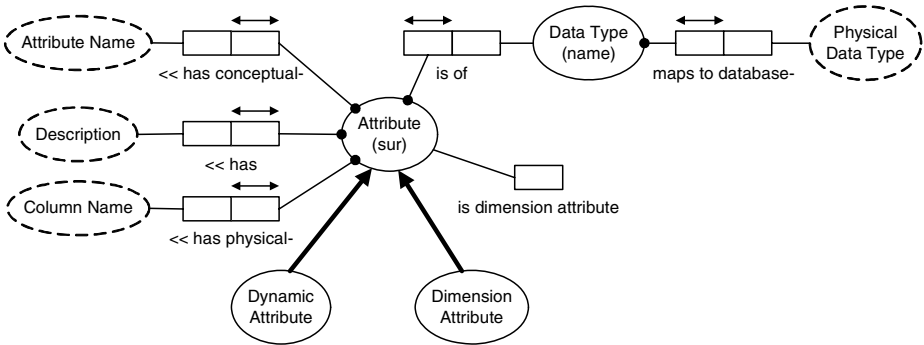 Attribute Name
<< has conceptual-
is of
Data Type
(name)
maps to database-
Physical
Data Type
Description
<< has
Attribute
(sur)
Column Name
<< has physical-
is dimension attribute
Dynamic
Attribute
Dimension
Attribute